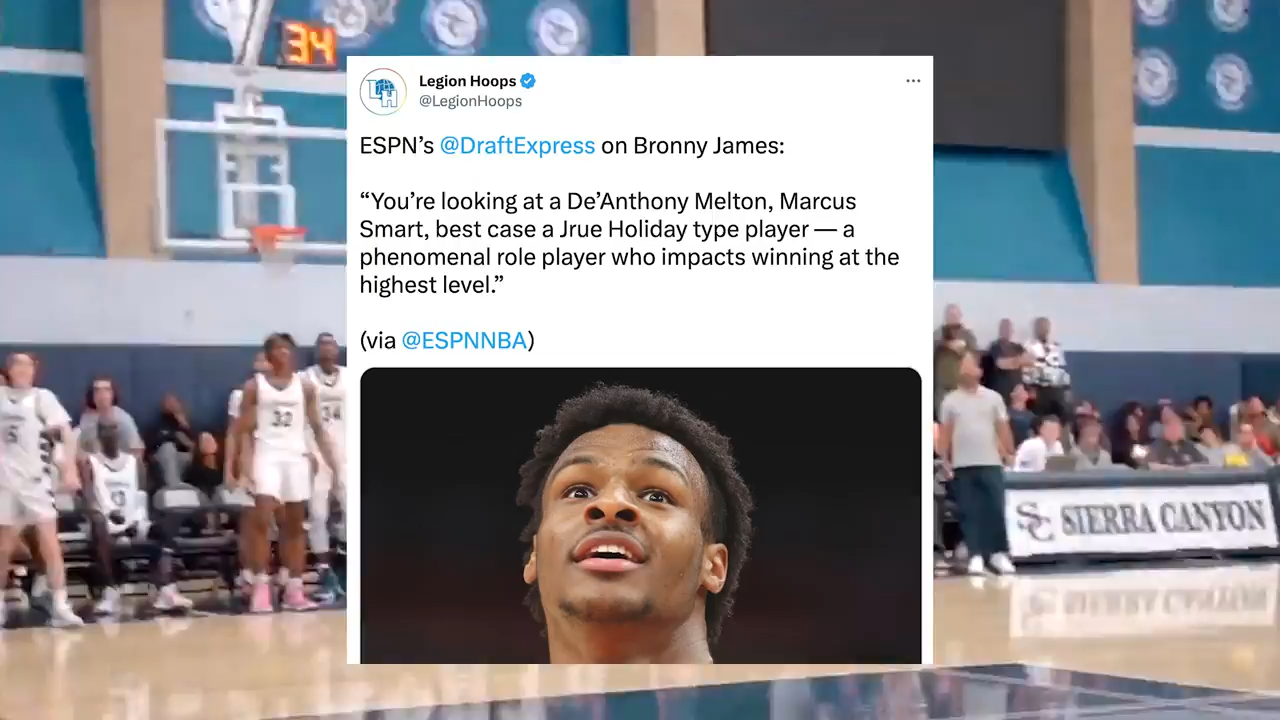 34
Legion Hoops
@LegionHoops
ESPN’s @DraftExpress on Bronny James:
“You’re looking at a De’Anthony Melton, Marcus
Smart, best case a Jrue Holiday type player — a
phenomenal role player who impacts winning at the
highest level.”
(via @ESPNNBA)
32
34
SC SIERRA CANYON